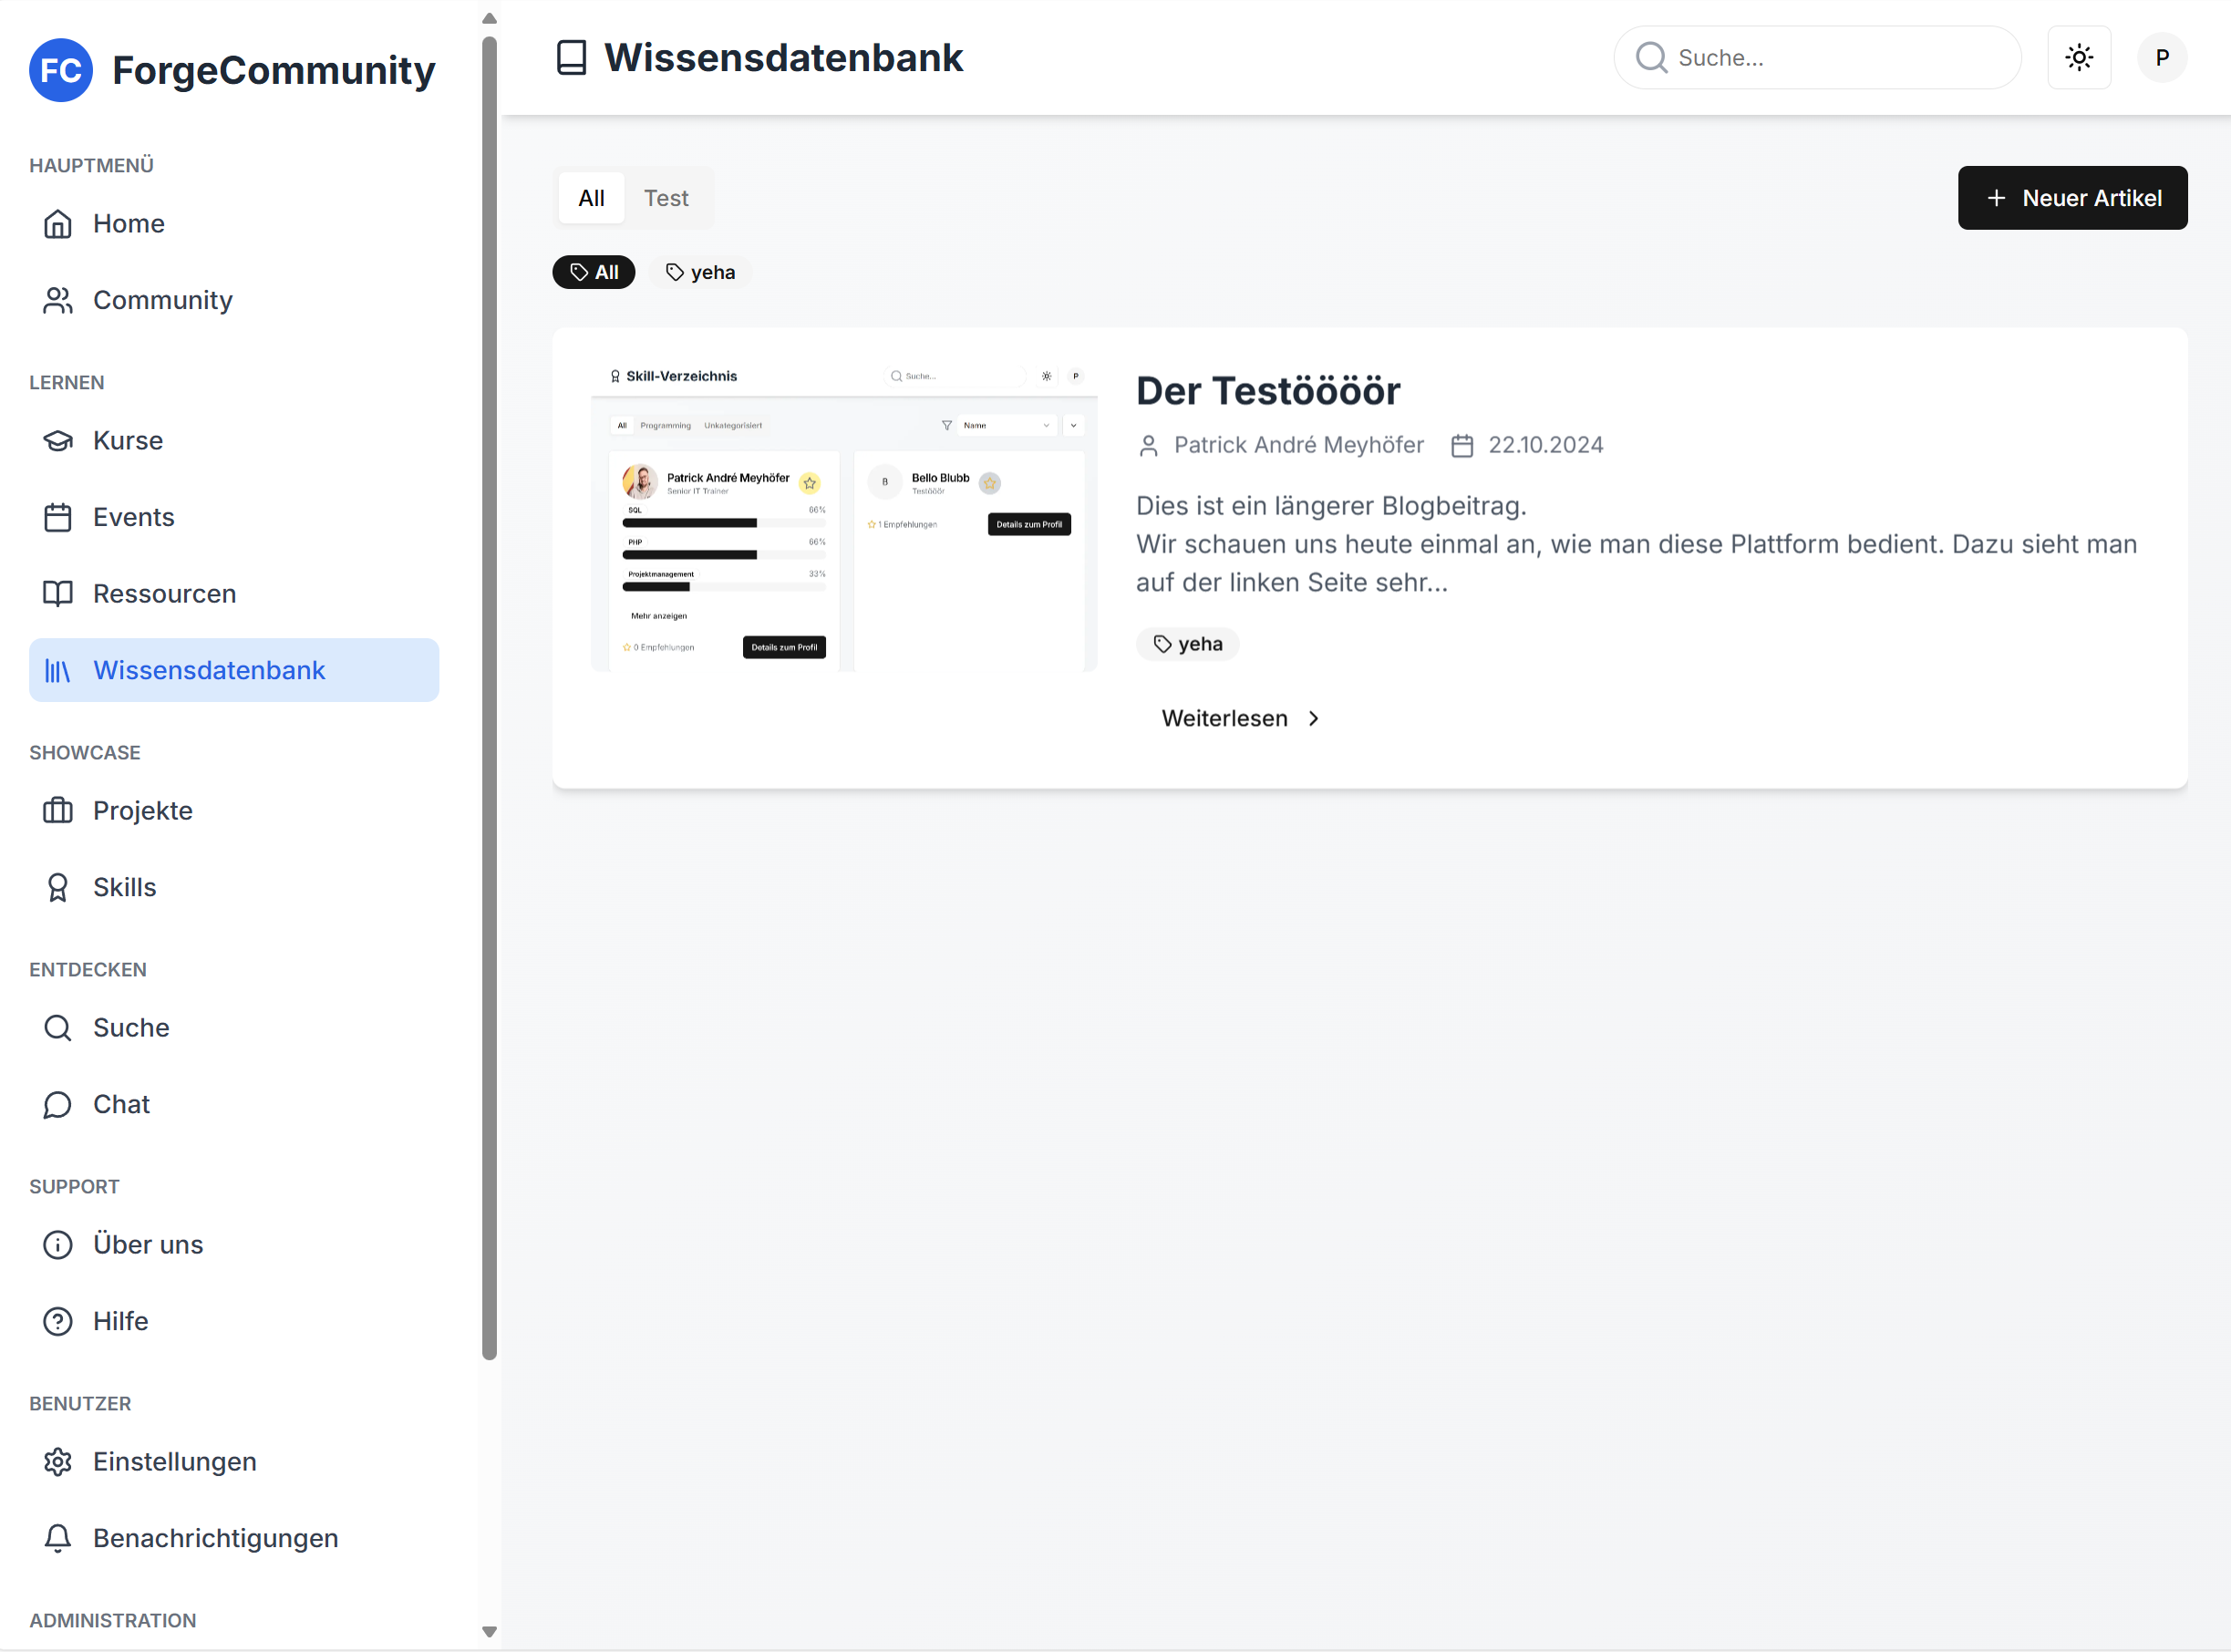 FC ForgeCommunity
HAUPTMENÜ
Home
Community
LERNEN
Kurse
Events
Ressourcen
Wissensdatenbank
SHOWCASE
Projekte
Skills
ENTDECKEN
Suche
Chat
SUPPORT
Über uns
Hilfe
BENUTZER
Einstellungen
Benachrichtigungen
ADMINISTRATION
Wissensdatenbank
Suche...
P
All Test
+ Neuer Artikel
All yeha
Skill-Verzeichnis
Suche...
P
All Programming Unkategorisiert
Name
Patrick André Meyhöfer
Senior IT Trainer
SQL 66%
PHP 66%
Projektmanagement 33%
Mehr anzeigen
0 Empfehlungen
Details zum Profil
B
Bello Blubb
Testööör
1 Empfehlungen
Details zum Profil
Der Testöööör
Patrick André Meyhöfer 22.10.2024
Dies ist ein längerer Blogbeitrag.
Wir schauen uns heute einmal an, wie man diese Plattform bedient. Dazu sieht man
auf der linken Seite sehr...
yeha
Weiterlesen